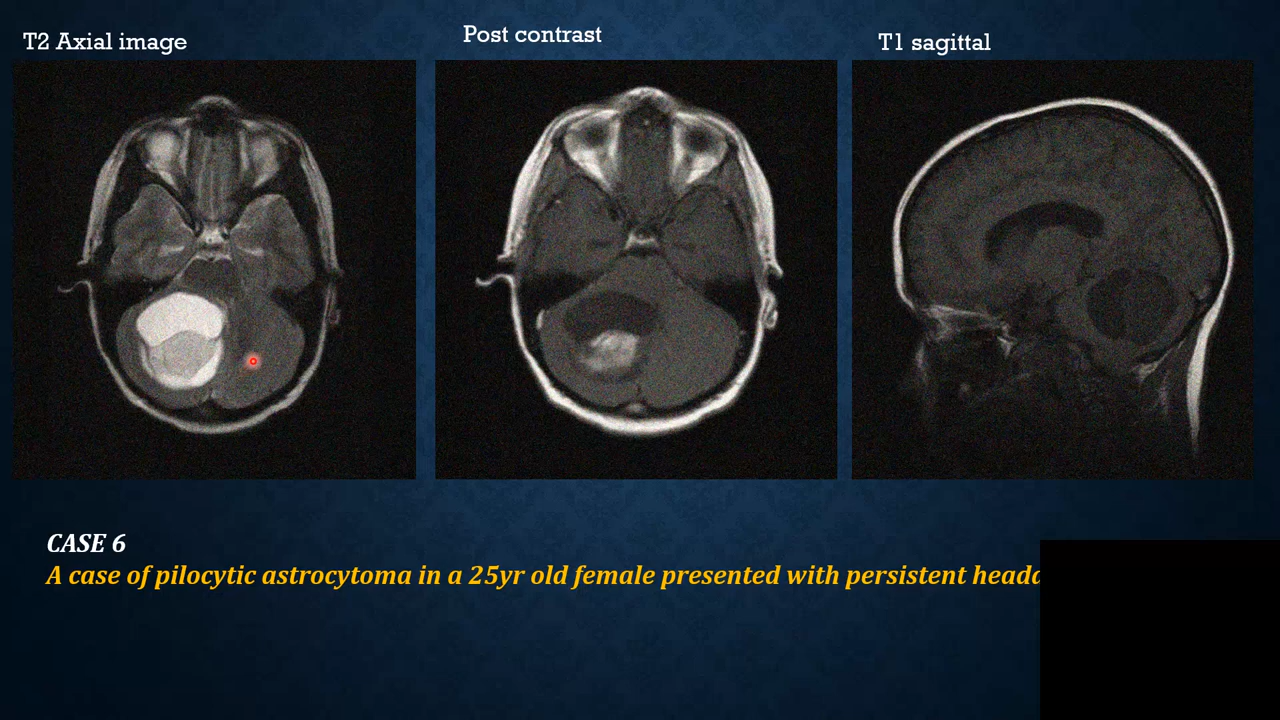 T2 Axial image
Post contrast
T1 sagittal
CASE 6
A case of pilocytic astrocytoma in a 25yr old female presented with persistent